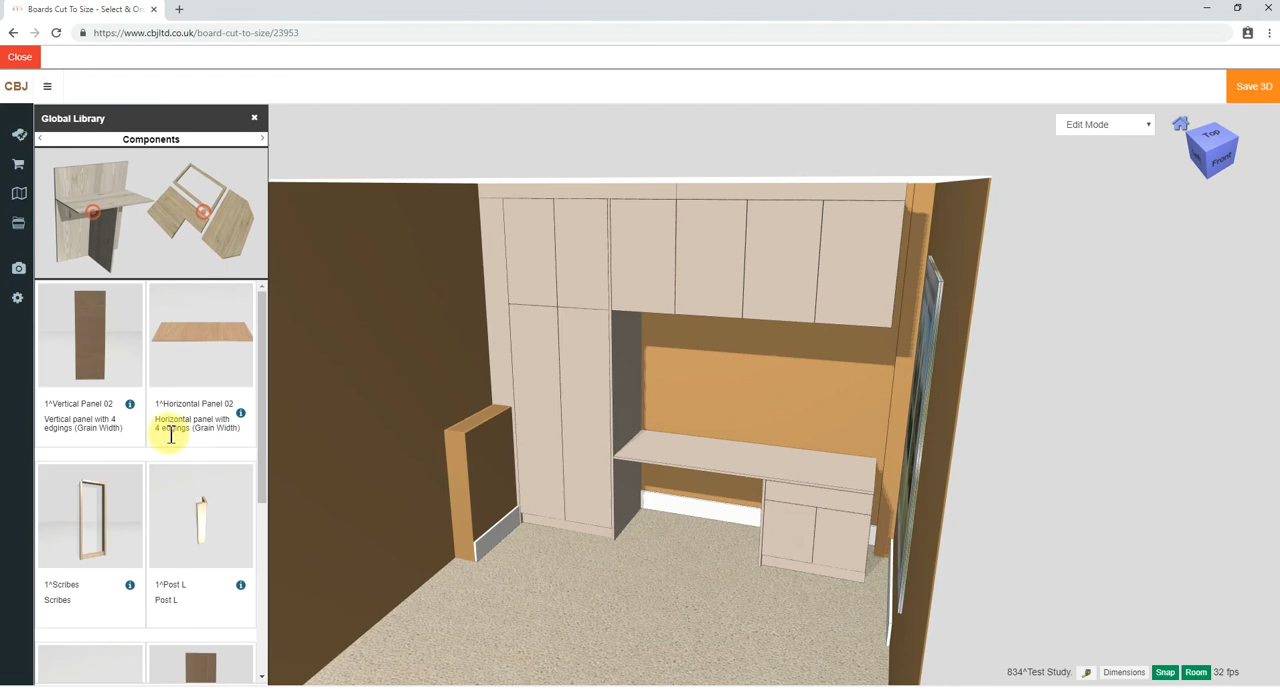 Boards Cut To Size - Select & Or
https://www.cbjltd.co.uk/board-cut-to-size/23953
Close
CBJ
Save 3D
Global Library
Components
Edit Mode
Top
Front
1^Vertical Panel 02
Vertical panel with 4
edgings (Grain Width)
1^Horizontal Panel 02
Horizontal panel with
4 edgings (Grain Width)
1^Scribes
Scribes
1^Post L
Post L
834^Test Study.
Dimensions
Snap
Room
32 fps